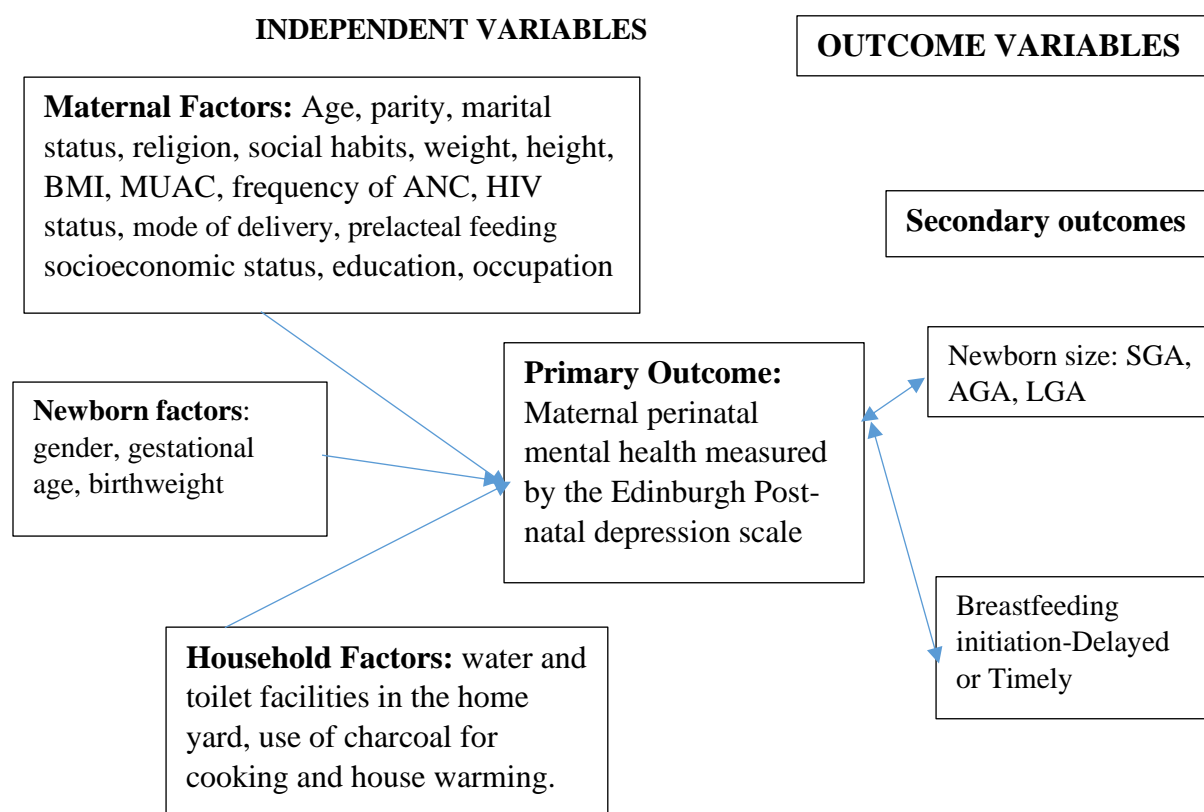 INDEPENDENT VARIABLES
OUTCOME VARIABLES
Maternal Factors: Age, parity, marital
status, religion, social habits, weight, height,
BMI, MUAC, frequency of ANC, HIV
status, mode of delivery, prelacteal feeding
socioeconomic status, education, occupation
Secondary outcomes
Newborn factors:
gender, gestational
age, birthweight
Primary Outcome:
Maternal perinatal
mental health measured
by the Edinburgh Post-
natal depression scale
Newborn size: SGA,
AGA, LGA
Household Factors: water and
toilet facilities in the home
yard, use of charcoal for
cooking and house warming.
Breastfeeding
initiation-Delayed
or Timely